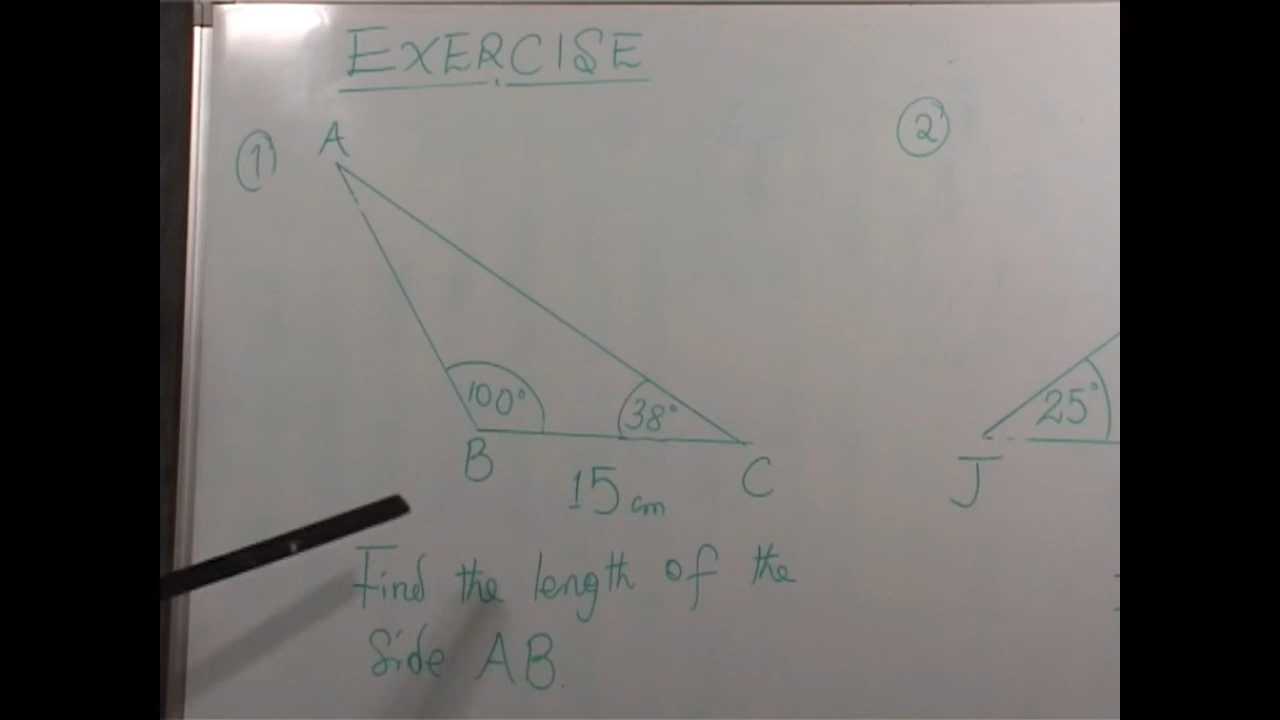 EXERCISE
① A
②
100° 38° 25°
B C J
15 cm
Find the length of the
Side AB.